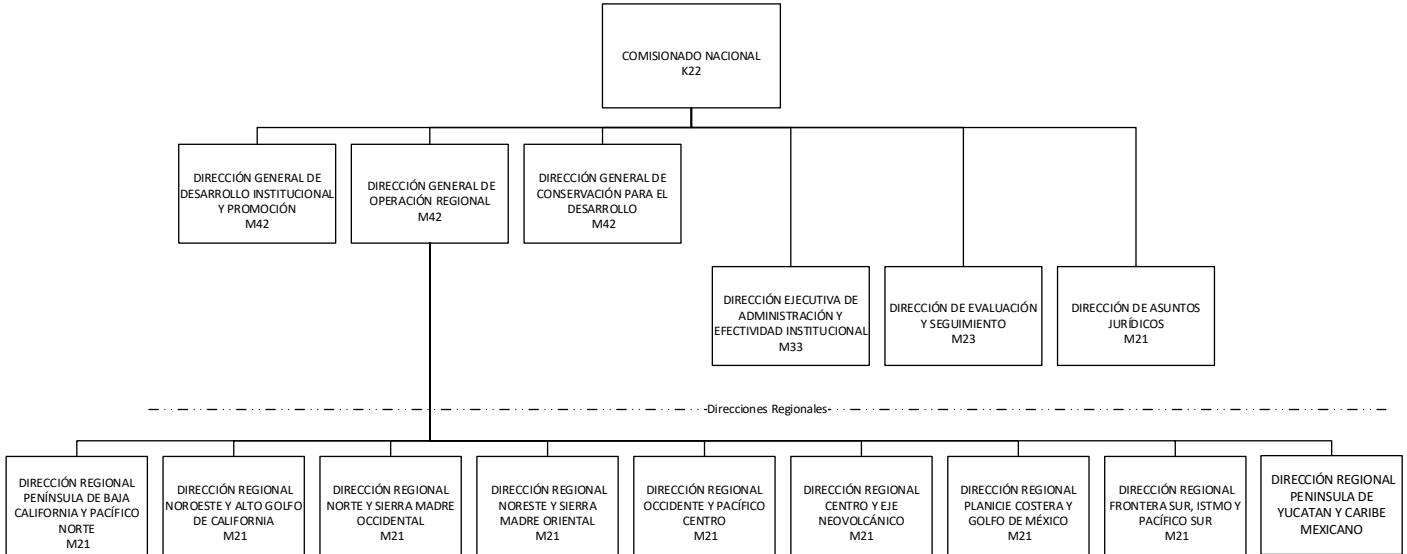 COMISIONADO NACIONAL
K22
DIRECCIÓN GENERAL DE
DESARROLLO INSTITUCIONAL
Y PROMOCIÓN
M42
DIRECCIÓN GENERAL DE
OPERACIÓN REGIONAL
M42
DIRECCIÓN GENERAL DE
CONSERVACIÓN PARA EL
DESARROLLO
M42
DIRECCIÓN EJECUTIVA DE
ADMINISTRACIÓN Y
EFECTIVIDAD INSTITUCIONAL
M33
DIRECCIÓN DE EVALUACIÓN
Y SEGUIMIENTO
M23
DIRECCIÓN DE ASUNTOS
JURÍDICOS
M21
Direcciones Regionales
DIRECCIÓN REGIONAL
PENÍNSULA DE BAJA
CALIFORNIA Y PACÍFICO
NORTE
M21
DIRECCIÓN REGIONAL
NOROESTE Y ALTO GOLFO
DE CALIFORNIA
M21
DIRECCIÓN REGIONAL
NORTE Y SIERRA MADRE
OCCIDENTAL
M21
DIRECCIÓN REGIONAL
NORESTE Y SIERRA
MADRE ORIENTAL
M21
DIRECCIÓN REGIONAL
OCCIDENTE Y PACÍFICO
CENTRO
M21
DIRECCIÓN REGIONAL
CENTRO Y EJE
NEOVOLCÁNICO
M21
DIRECCIÓN REGIONAL
PLANICIE COSTERA Y
GOLFO DE MÉXICO
M21
DIRECCIÓN REGIONAL
FRONTERA SUR, ISTMO Y
PACÍFICO SUR
M21
DIRECCIÓN REGIONAL
PENINSULA DE
YUCATAN Y CARIBE
MEXICANO